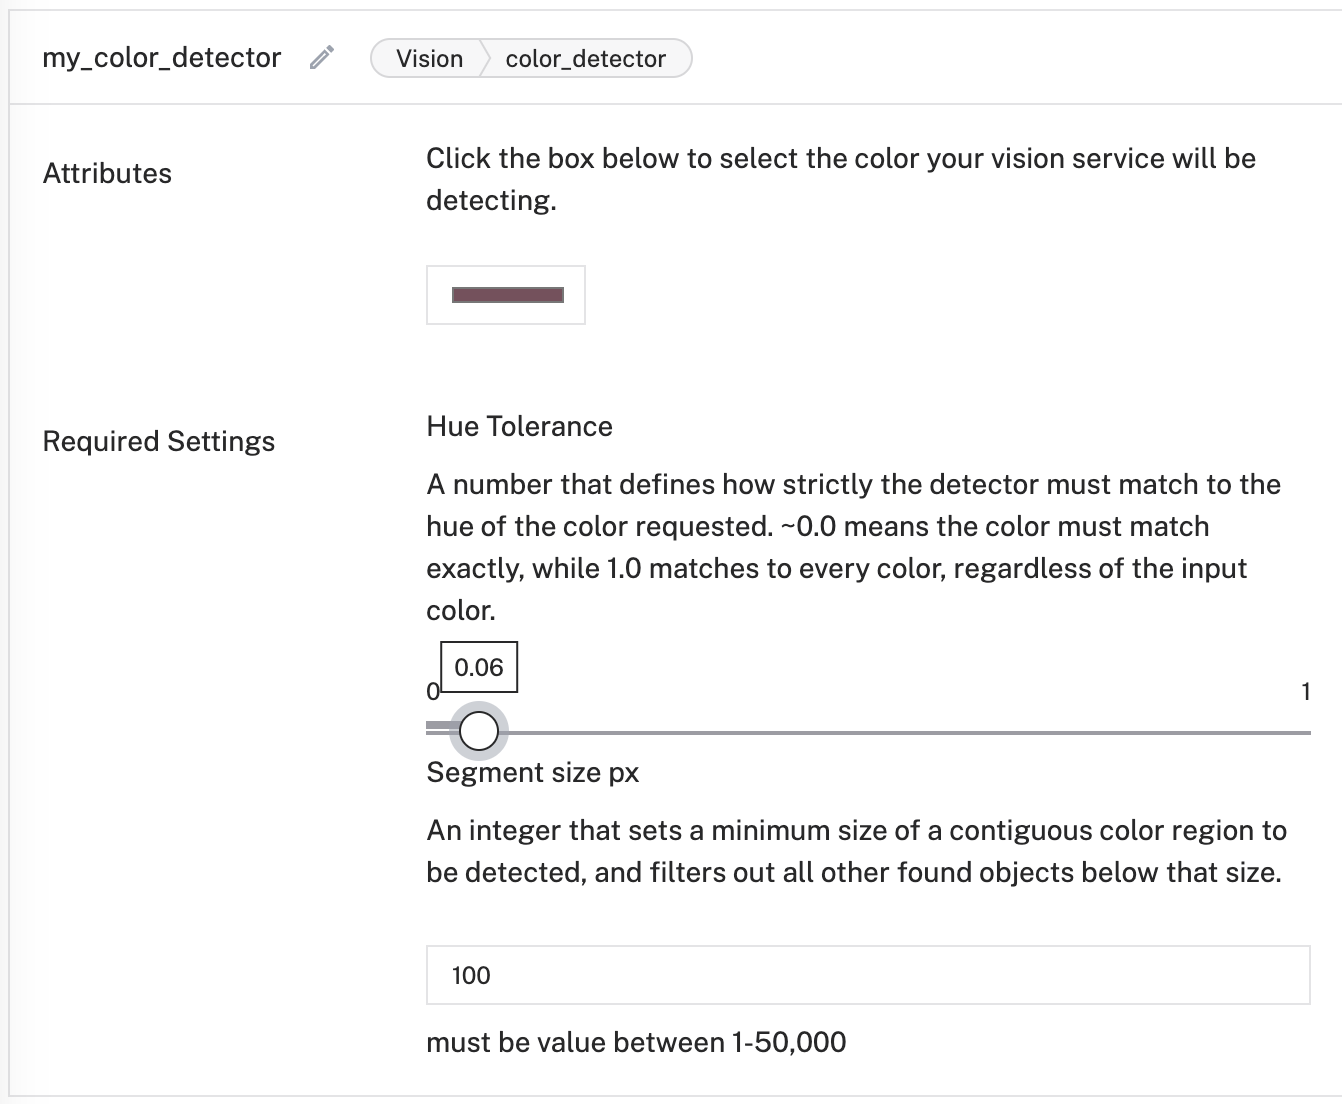 my_color_detector
Vision
color_detector
Attributes
Click the box below to select the color your vision service will be
detecting.
Required Settings
Hue Tolerance
A number that defines how strictly the detector must match to the
hue of the color requested. ~0.0 means the color must match
exactly, while 1.0 matches to every color, regardless of the input
color.
0.06
0
1
Segment size px
An integer that sets a minimum size of a contiguous color region to
be detected, and filters out all other found objects below that size.
100
must be value between 1-50,000